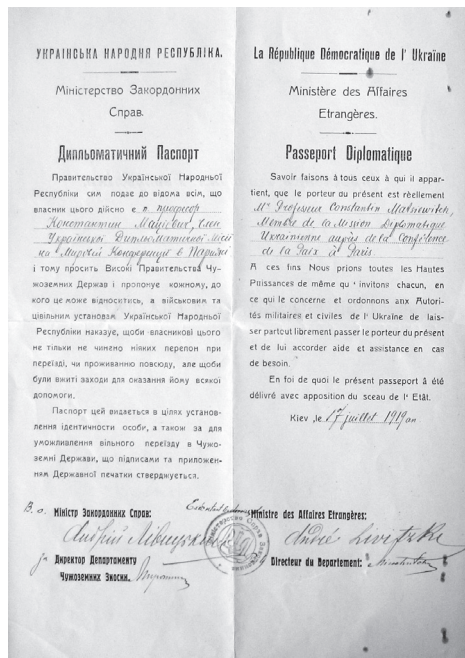 УКРАЇНСЬКА НАРОДНЯ РЕСПУБЛІКА.
Міністерство Закордонних
Справ.
Дипльоматичний Паспорт
Правительство Української Народньої
Республіки сим подає до відома всім, що
власник цього дійсно є п. професор
Константин Мацієвич, член
Української Дипльоматичної Місії
на Мировій Конференції в Парижі
і тому просить Високі Правительства Чу-
жоземних Держав і пропонує кожному, до
кого це може відноситись, а військовим та
цівільним установам Української Народньої
Республіки наказує, щоби власникові цього
не тільки не чинено ніяких перепон при
переїзді, чи проживанню повсюду, але щоби
були вжиті заходи для оказання йому всякої
допомоги.
Паспорт цей видається в цілях установ-
лення ідентичности особи, а також за для
уможливлення вільного переїзду в Чужо-
земні Держави, що підписами та приложен-
ням Державної печатки стверджується.
В. о. Міністр Закордонних Справ:
Андрій Лівицький
Директор Департаменту
Чужоземних Зносин.
La République Démocratique de l' Ukraïne
Ministère des Affaires
Etrangères.
Passeport Diplomatique
Savoir faisons à tous ceux à qui il appar-
tient, que le porteur du présent est réellement
Mr Professeur Constantin Matsiewitch,
Membre de la Mission Diplomatique
Ukrainienne auprès de la Conférence
de la Paix à Paris
A ces fins Nous prions toutes les Hautes
Puissances de même qu' invitons chacun, en
ce qui le concerne et ordonnons aux Autori-
tés militaires et civiles de l' Ukraïne de lais-
ser partout librement passer le porteur du présent
et de lui accorder aide et assistance en cas
de besoin.
En foi de quoi le présent passeport à été
délivré avec apposition du sceau de l' Etât.
Kiev, le 17 juillet 1919 an
Ministre des Affaires Etrangères:
André Livitzky
Directeur du Departement: